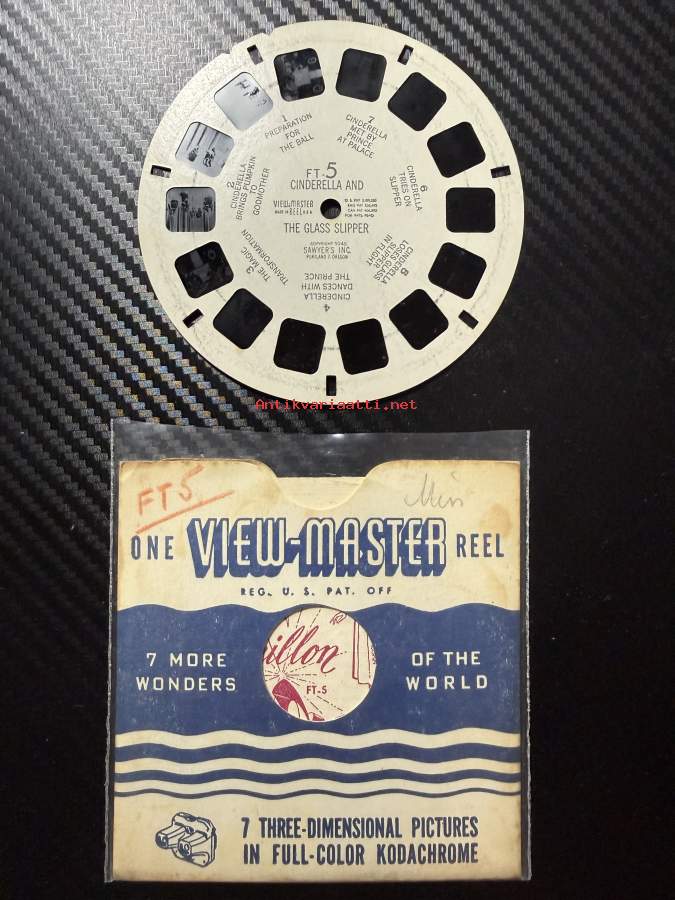 1
PREPARATION
FOR
THE BALL
7
CINDERELLA
MET BY
PRINCE
AT PALACE
2
CINDERELLA
BRINGS PUMPKIN
TO
GODMOTHER
6
CINDERELLA
TRIES ON
SLIPPER
FT-5
CINDERELLA AND
VIEW-MASTER
REEL
THE GLASS SLIPPER
SAWYER'S INC.
PORTLAND
OREGON
3
THE MAGIC
TRANSFORMATION
CINDERELLA
LOSES GLASS
SLIPPER
IN FLIGHT
4
CINDERELLA
DANCES WITH
THE PRINCE
Antikvariaatti.net
FT5
ONE VIEW-MASTER REEL
REG. U. S. PAT. OFF
7 MORE
WONDERS
OF THE
WORLD
illon
FT-5
7 THREE-DIMENSIONAL PICTURES
IN FULL-COLOR KODACHROME